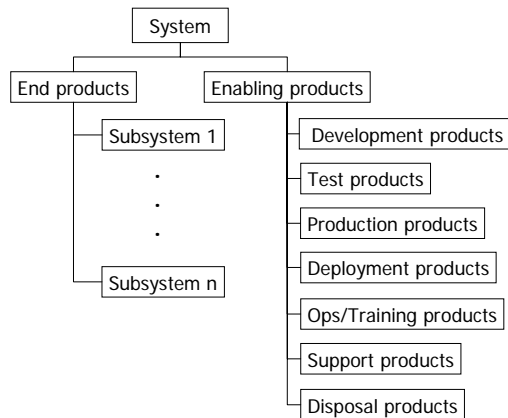 System
End products
Enabling products
Subsystem 1
.
.
.
Subsystem n
Development products
Test products
Production products
Deployment products
Ops/Training products
Support products
Disposal products